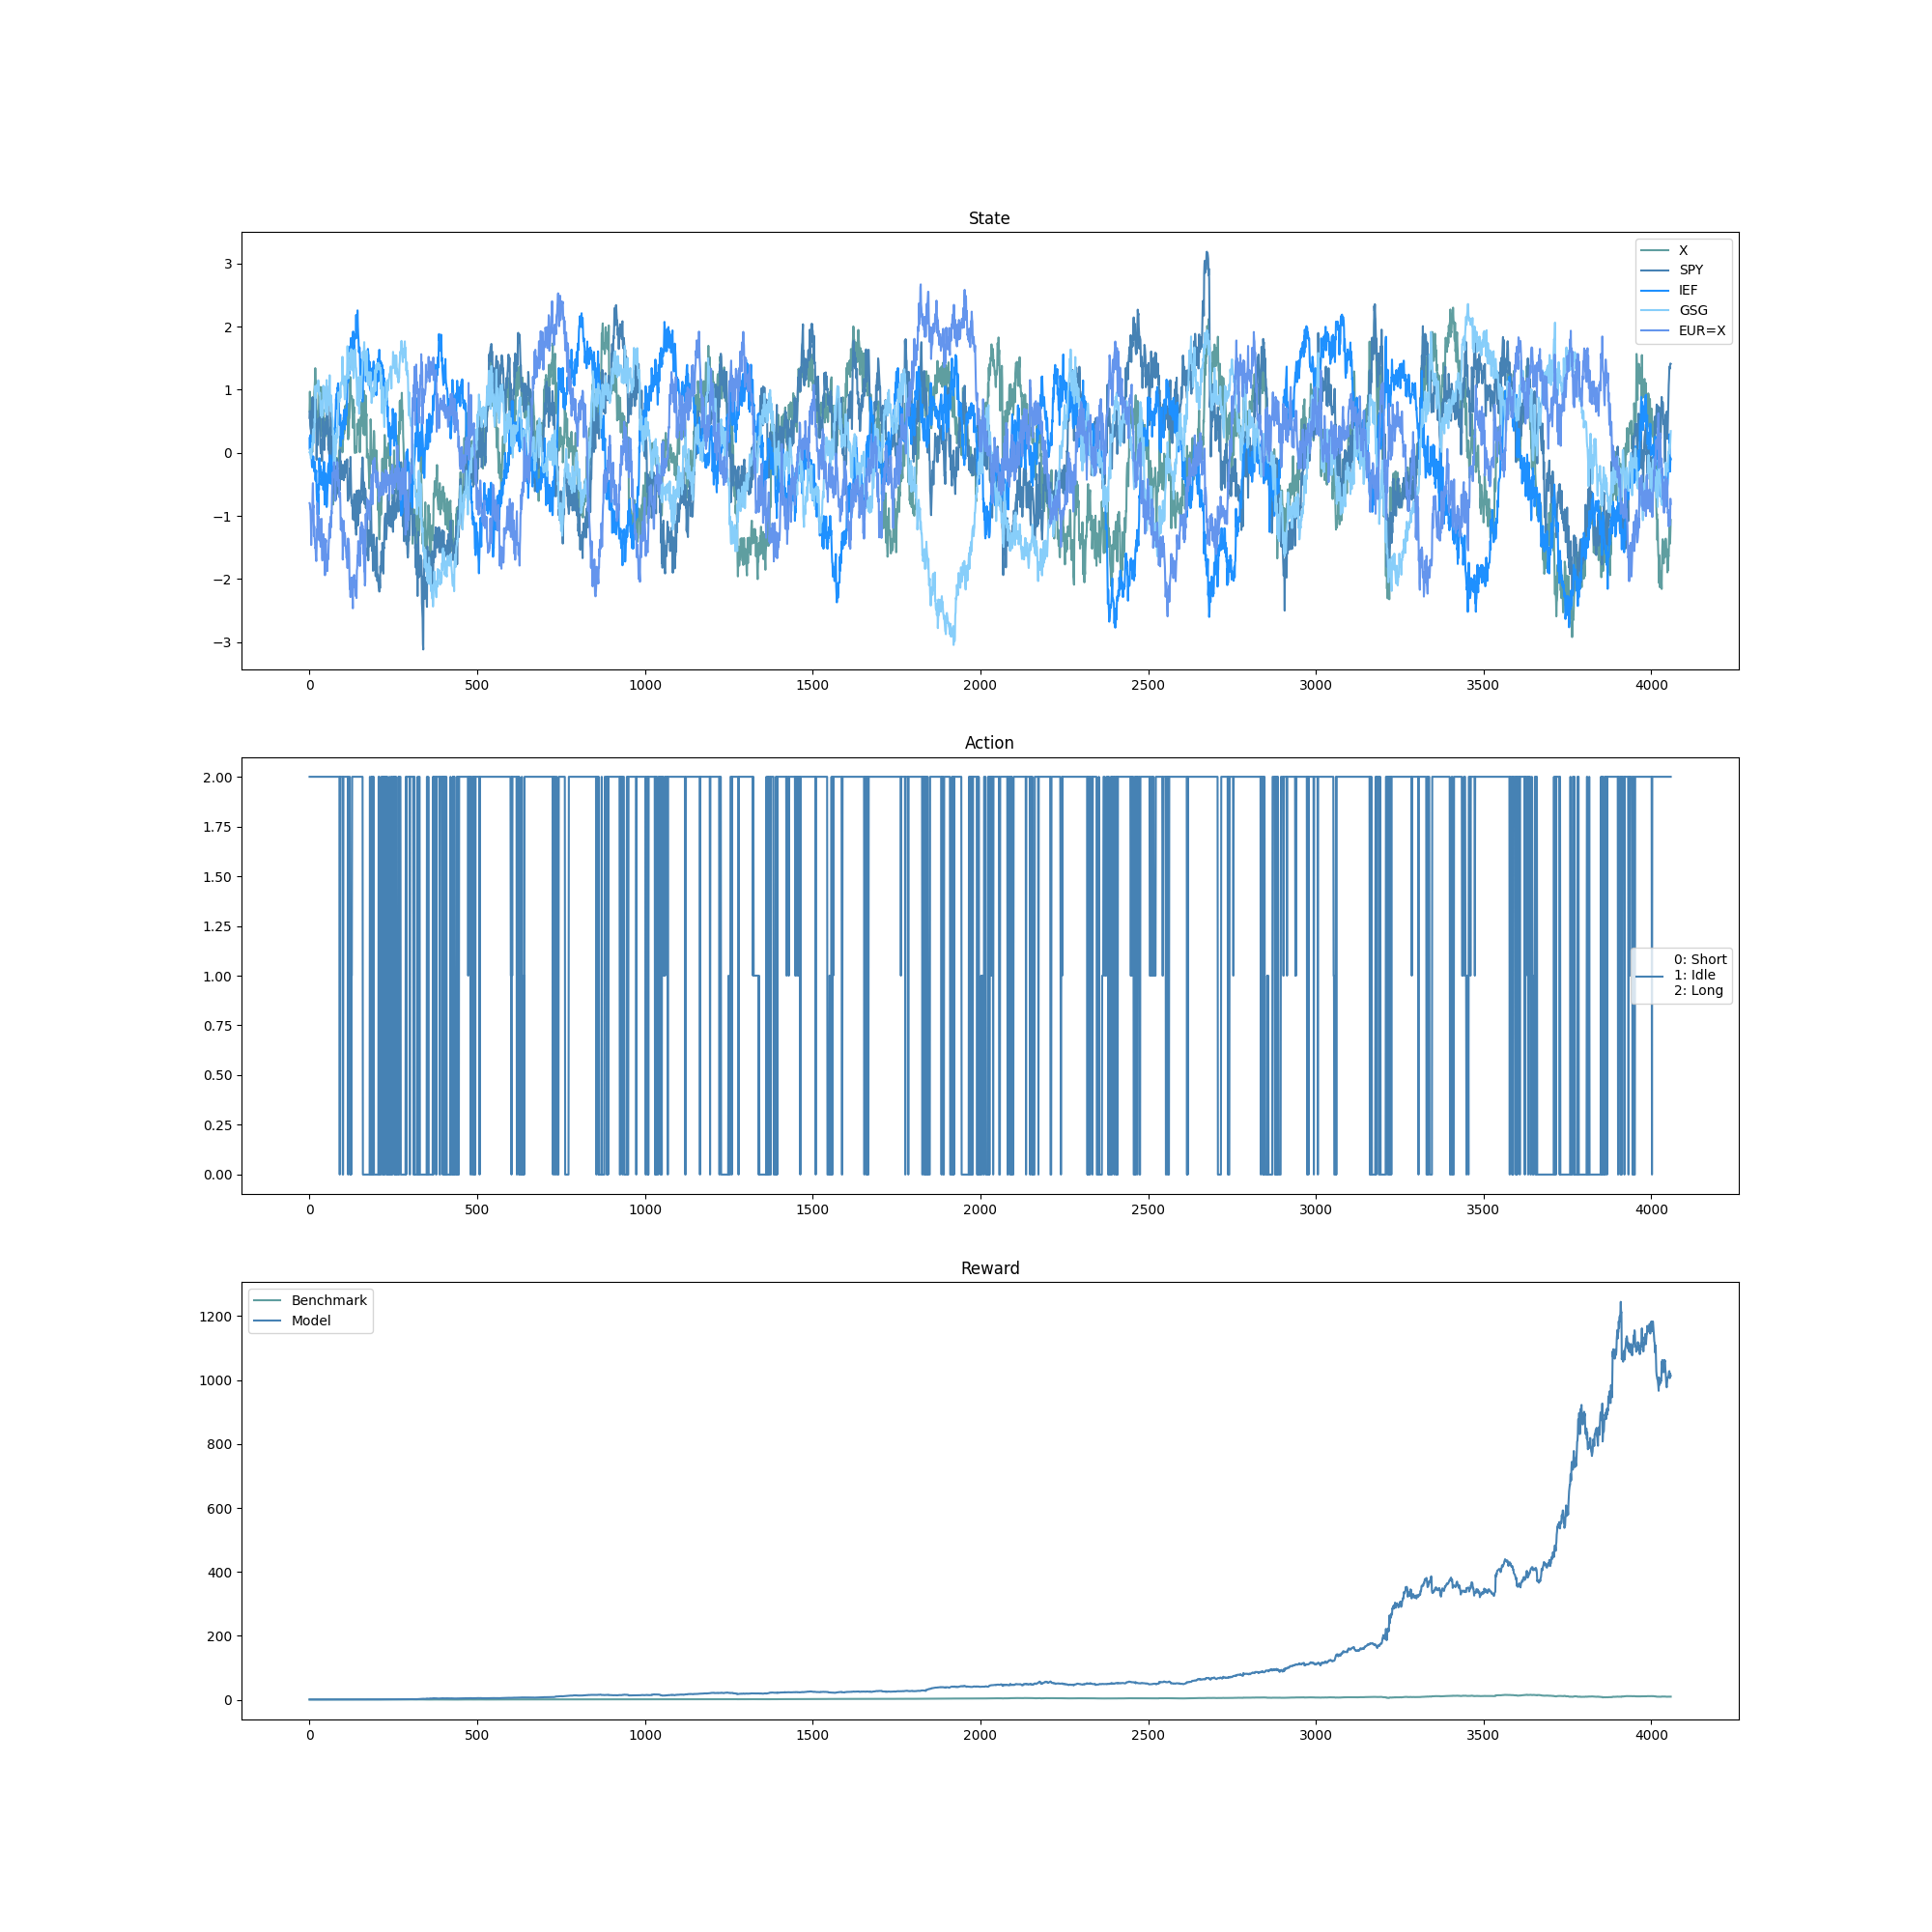 State
3
2
1
0
−1
−2
−3
X
SPY
IEF
GSG
EUR=X
0 500 1000 1500 2000 2500 3000 3500 4000
Action
2.00
1.75
1.50
1.25
1.00
0.75
0.50
0.25
0.00
0: Short
1: Idle
2: Long
0 500 1000 1500 2000 2500 3000 3500 4000
Reward
Benchmark
Model
1200
1000
800
600
400
200
0
0 500 1000 1500 2000 2500 3000 3500 4000